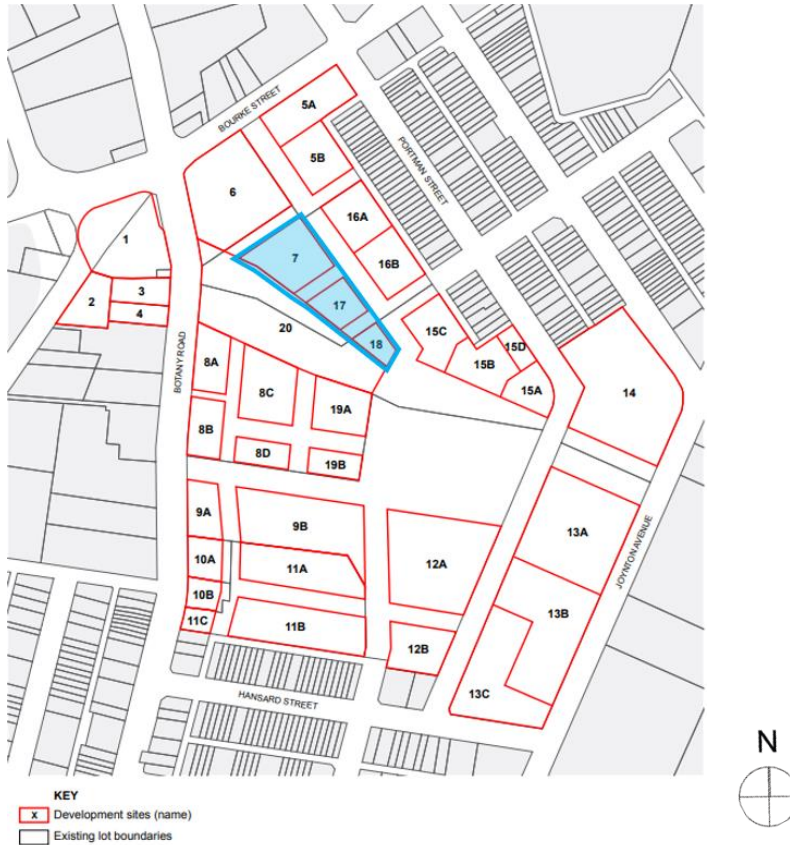 5A
BOURKE STREET
5B
PORTMAN STREET
6
16A
1
7
16B
2
3
17
4
20
15C
18
15D
BOTANY ROAD
8A
15B
8C
15A
19A
14
8B
8D
19B
9A
9B
13A
JOYNTON AVENUE
10A
11A
12A
10B
13B
11C
11B
12B
HANSARD STREET
13C
N
KEY
X Development sites (name)
Existing lot boundaries